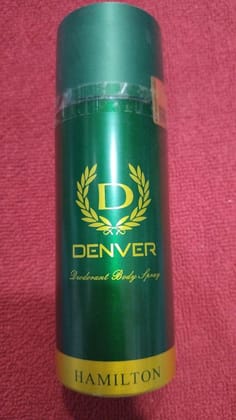 D
DENVER
Deodorant Body Spray
HAMILTON